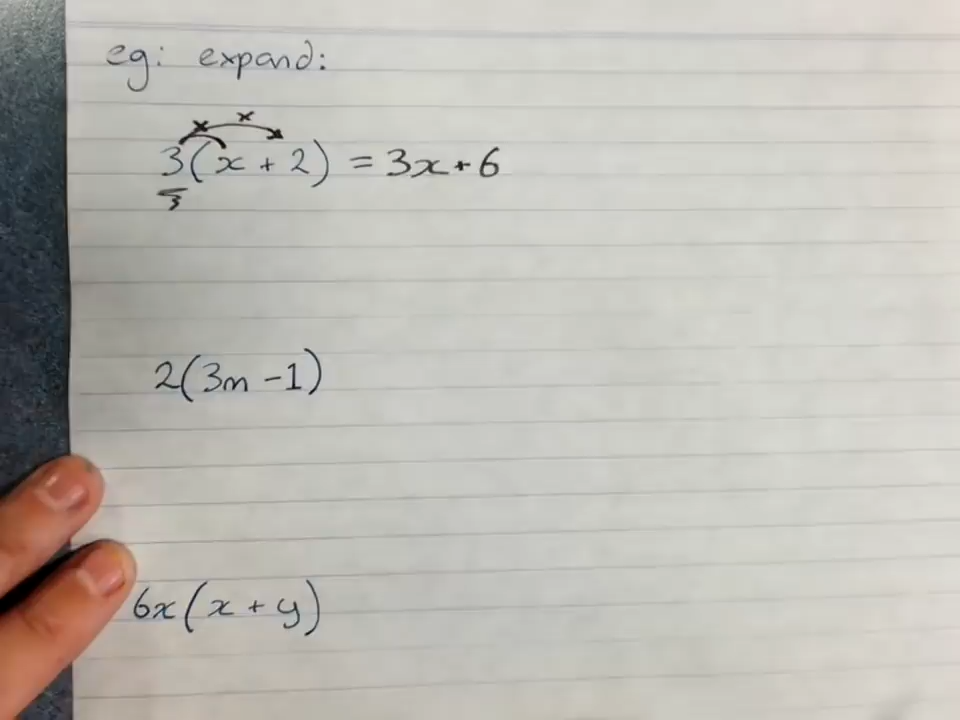 eg: expand:
x x
3(x + 2) = 3x + 6
2(3m - 1)
6x(x + y)